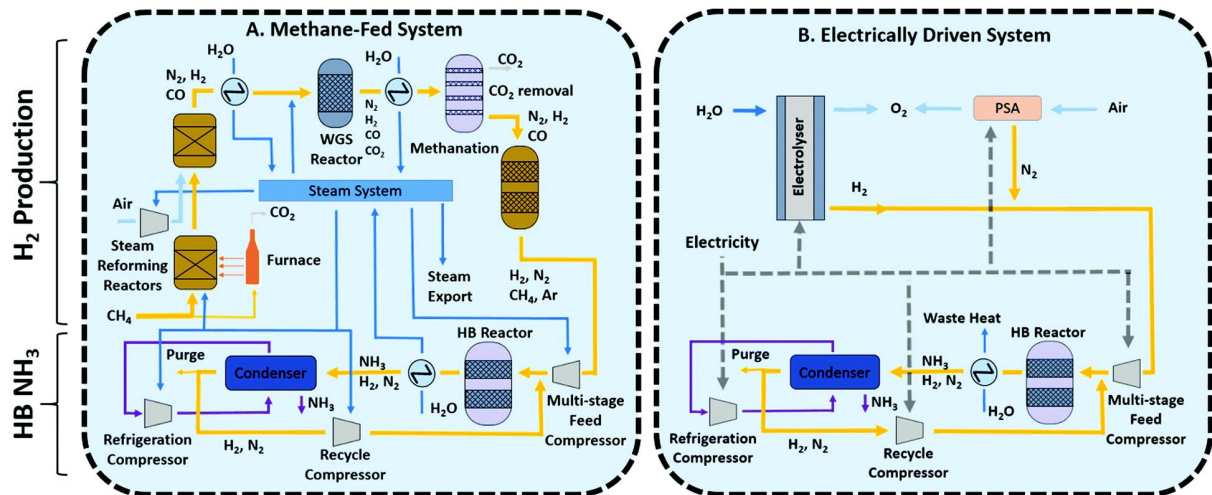 H₂ Production
HB NH₃
A. Methane-Fed System
H₂O
N₂, H₂
CO
WGS
Reactor
N₂
H₂
CO
CO₂
H₂O
CO₂
CO₂ removal
Methanation
N₂, H₂
CO
Steam System
Air
Steam
Reforming
Reactors
CO₂
Furnace
CH₄
Steam
Export
H₂, N₂
CH₄, Ar
HB Reactor
Purge
Condenser
NH₃
H₂, N₂
NH₃
H₂O
Multi-stage
Feed
Compressor
Refrigeration
Compressor
H₂, N₂
Recycle
Compressor
B. Electrically Driven System
H₂O
Electrolyser
O₂
PSA
Air
N₂
H₂
Electricity
Waste Heat
HB Reactor
Purge
Condenser
NH₃
H₂, N₂
NH₃
H₂O
Multi-stage
Feed
Compressor
Refrigeration
Compressor
H₂, N₂
Recycle
Compressor